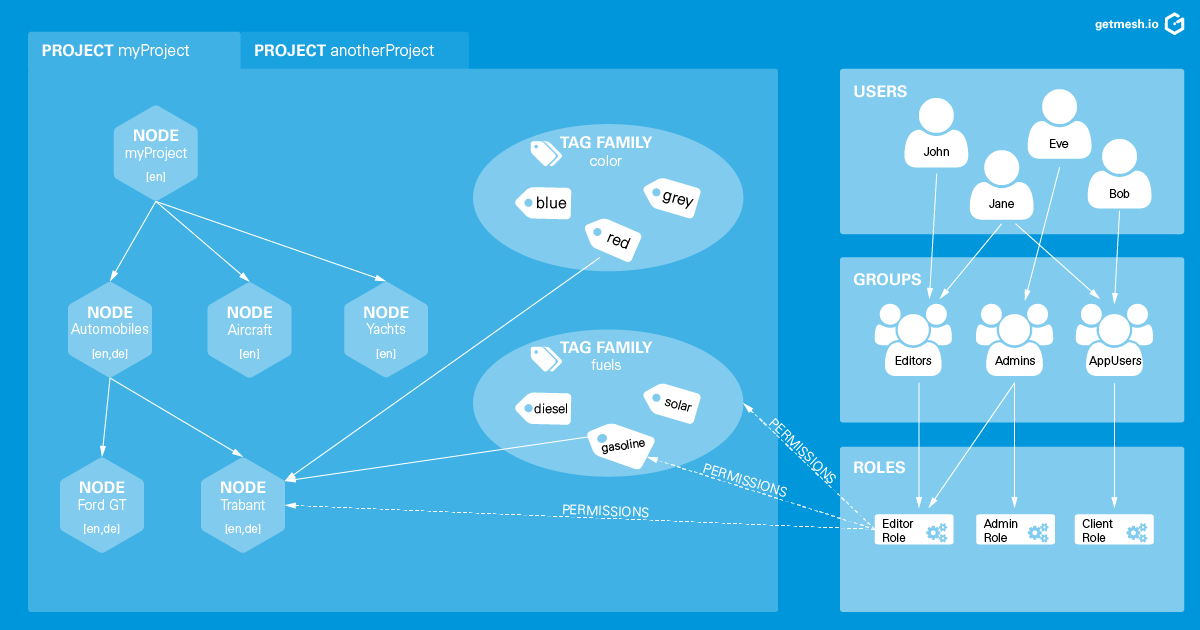 getmesh.io
PROJECT myProject
PROJECT anotherProject
NODE
myProject
[en]
NODE
Automobiles
[en,de]
NODE
Aircraft
[en]
NODE
Yachts
[en]
NODE
Ford GT
[en,de]
NODE
Trabant
[en,de]
TAG FAMILY
color
blue
grey
red
TAG FAMILY
fuels
diesel
solar
gasoline
PERMISSIONS
PERMISSIONS
PERMISSIONS
USERS
John
Jane
Eve
Bob
GROUPS
Editors
Admins
AppUsers
ROLES
Editor
Role
Admin
Role
Client
Role